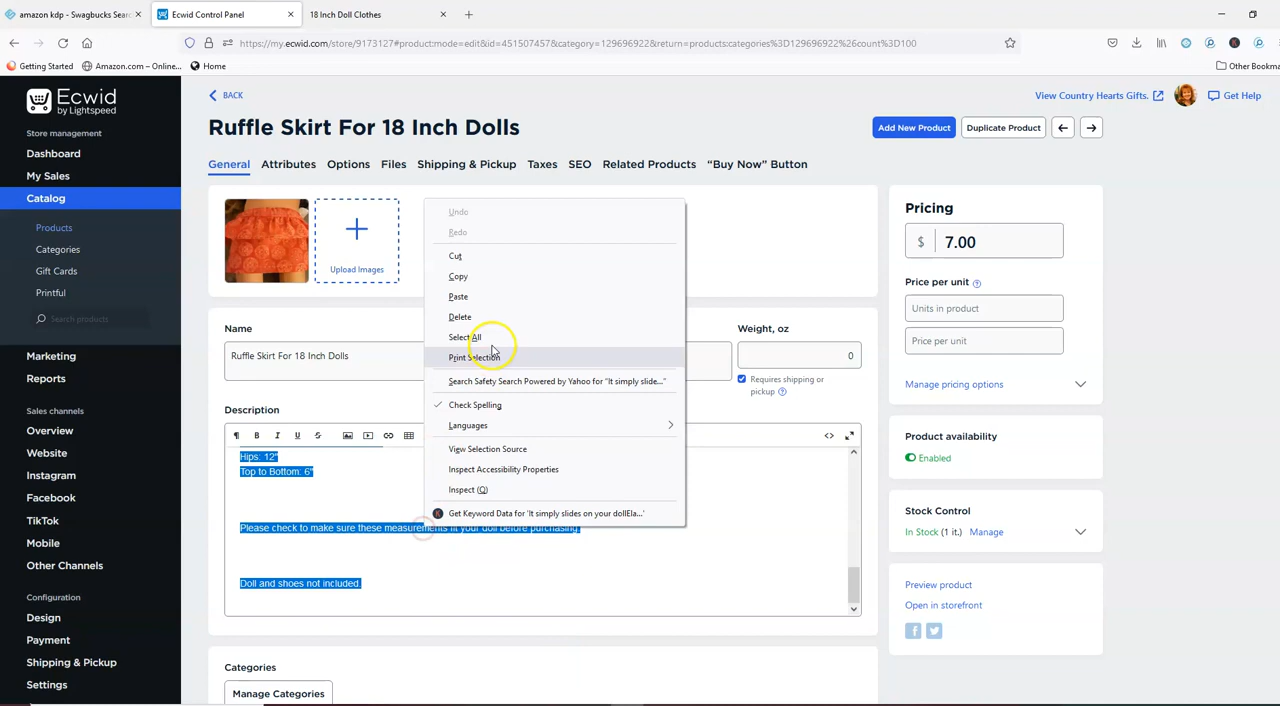 amazon kdp - Swagbucks Sear
Ecwid Control Panel
18 Inch Doll Clothes
https://my.ecwid.com/store/9173127#product:mode=edit&id=451507457&category=129696922&return=products:categories%3D129696922%26count%3D100
Getting Started
Amazon.com – Online...
Home
Other Bookma
Ecwid
by Lightspeed
BACK
View Country Hearts Gifts.
Get Help
Store management
Ruffle Skirt For 18 Inch Dolls
Add New Product
Duplicate Product
Dashboard
My Sales
General
Attributes
Options
Files
Shipping & Pickup
Taxes
SEO
Related Products
“Buy Now” Button
Catalog
Products
Categories
Gift Cards
Printful
Search products
Upload Images
Undo
Redo
Cut
Copy
Paste
Delete
Select All
Print Selection
Search Safety Search Powered by Yahoo for “It simply slide...”
Check Spelling
Languages
View Selection Source
Inspect Accessibility Properties
Inspect (Q)
Get Keyword Data for 'It simply slides on your dollEla...'
Pricing
$ 7.00
Price per unit
Units in product
Price per unit
Manage pricing options
Name
Ruffle Skirt For 18 Inch Dolls
Weight, oz
0
Requires shipping or
pickup
Marketing
Reports
Sales channels
Overview
Website
Instagram
Facebook
TikTok
Mobile
Other Channels
Description
Hips: 12"
Top to Bottom: 6"
Please check to make sure these measurements fit your doll before purchasing.
Doll and shoes not included.
Product availability
Enabled
Stock Control
In Stock (1 it.) Manage
Preview product
Open in storefront
Configuration
Design
Payment
Shipping & Pickup
Settings
Categories
Manage Categories